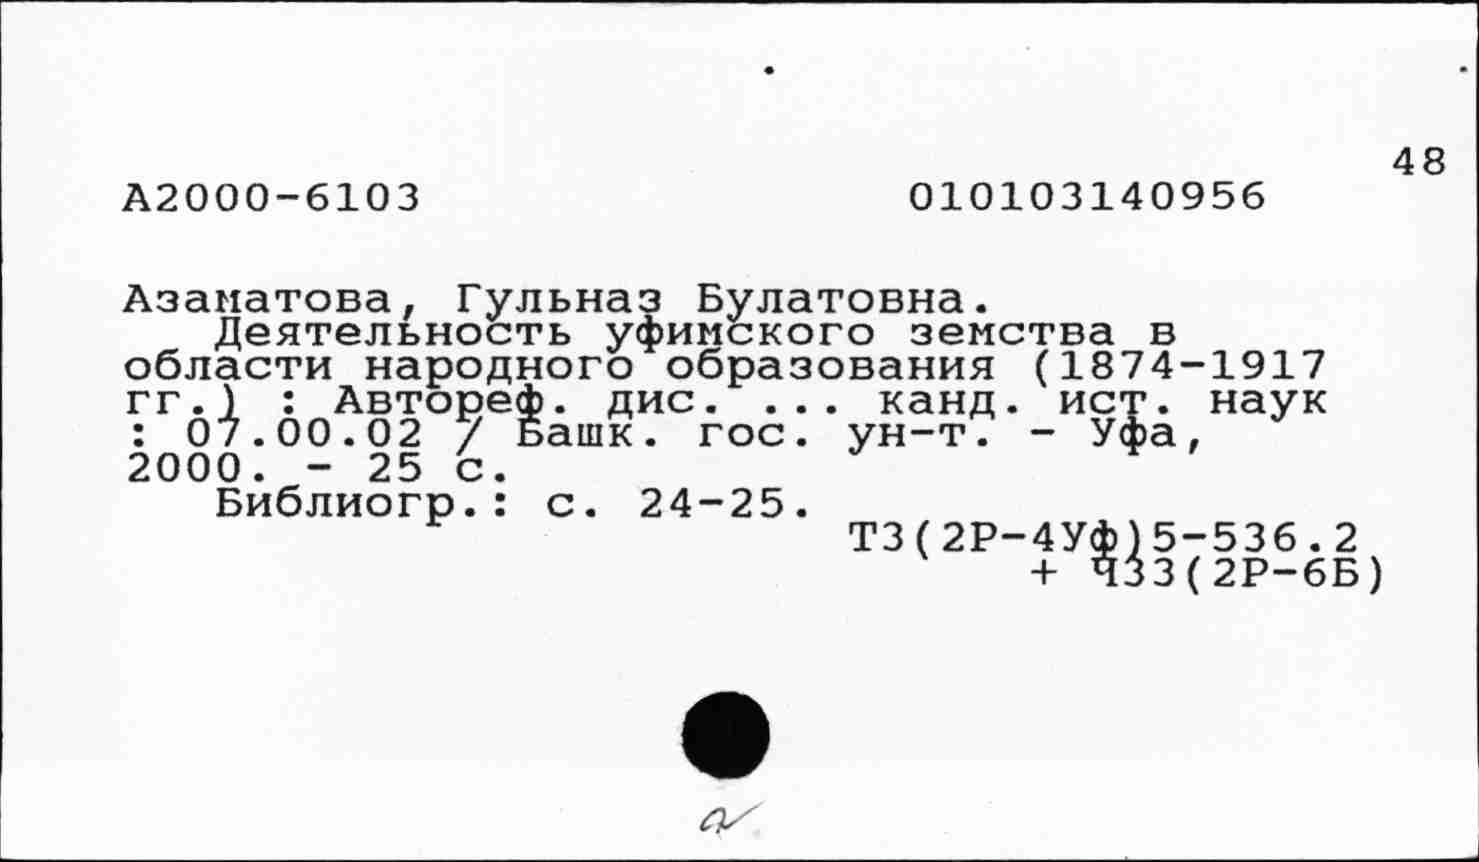 48
А2000-6103 010103140956
Азаматова, Гульназ Булатовна.
Деятельность уфимского земства в
области народного образования (1874-1917
гг.) : Автореф. дис. ... канд. ист. наук
: 07.00.02 / Башк. гос. ун-т. - Уфа,
2000. - 25 с.
Библиогр.: с. 24-25.
Т3(2Р-4Уф)5-536.2
+ Ч33(2Р-6Б)